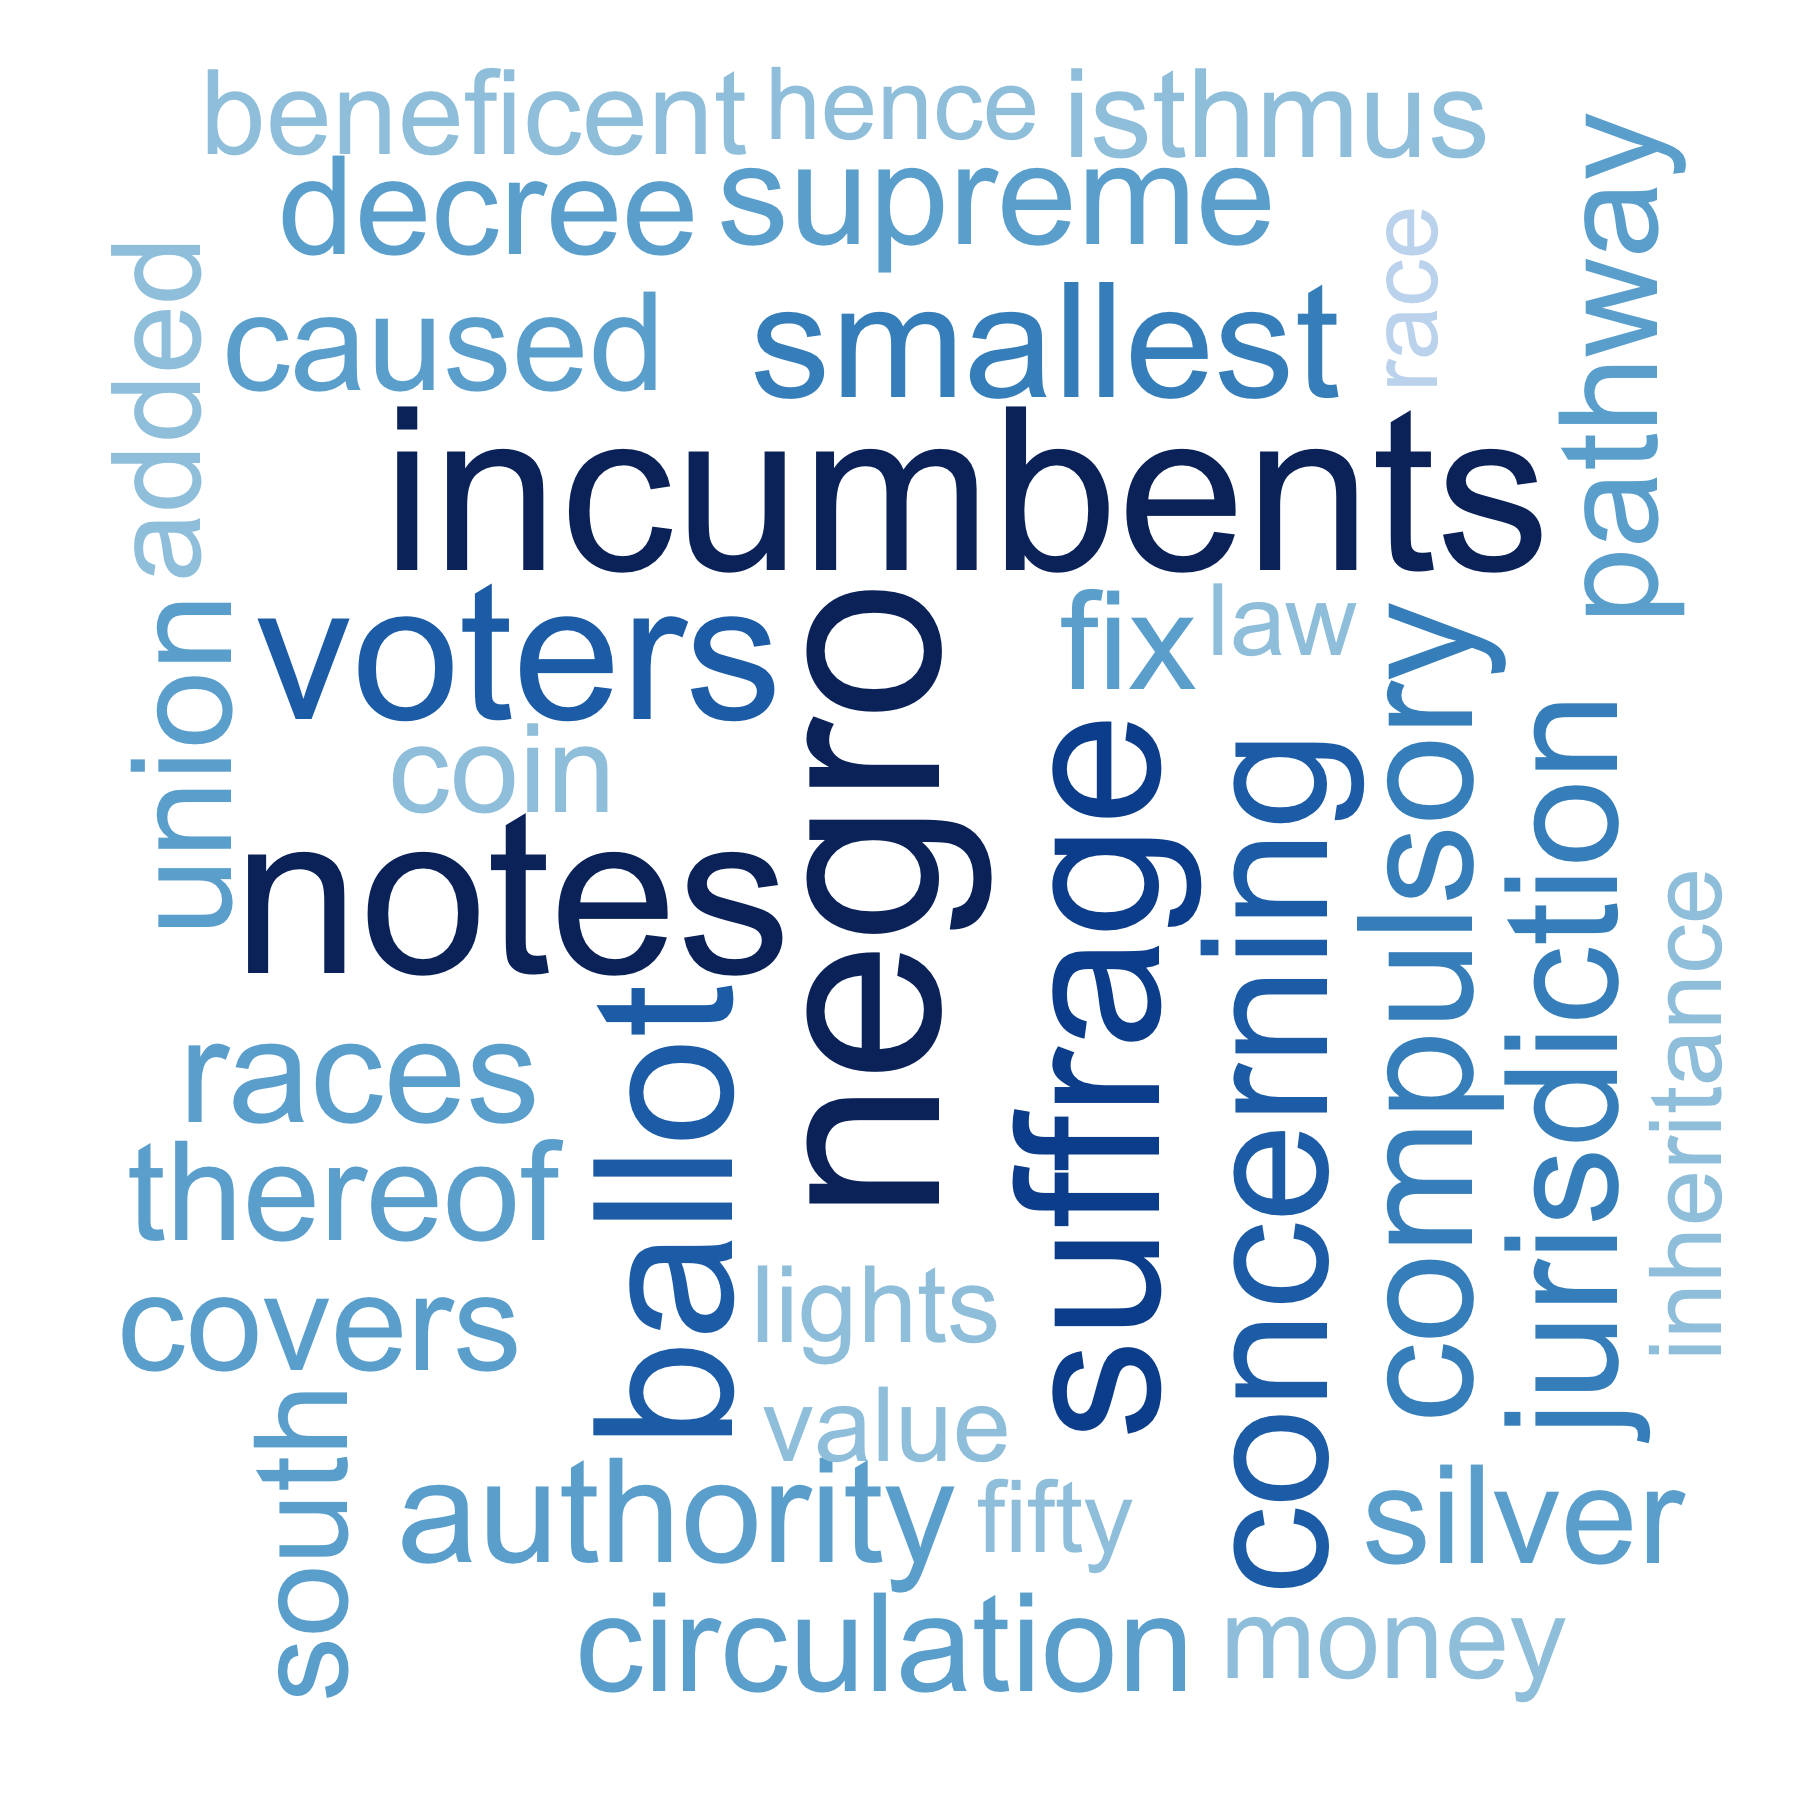 beneficent hence isthmus
decree supreme
race
pathway
added
caused smallest
incumbents
voters
fix law
union
coin
negro
suffrage
concerning
compulsory
jurisdiction
notes
inheritance
ballot
races
thereof
lights
covers
value
south
authority fifty silver
circulation money